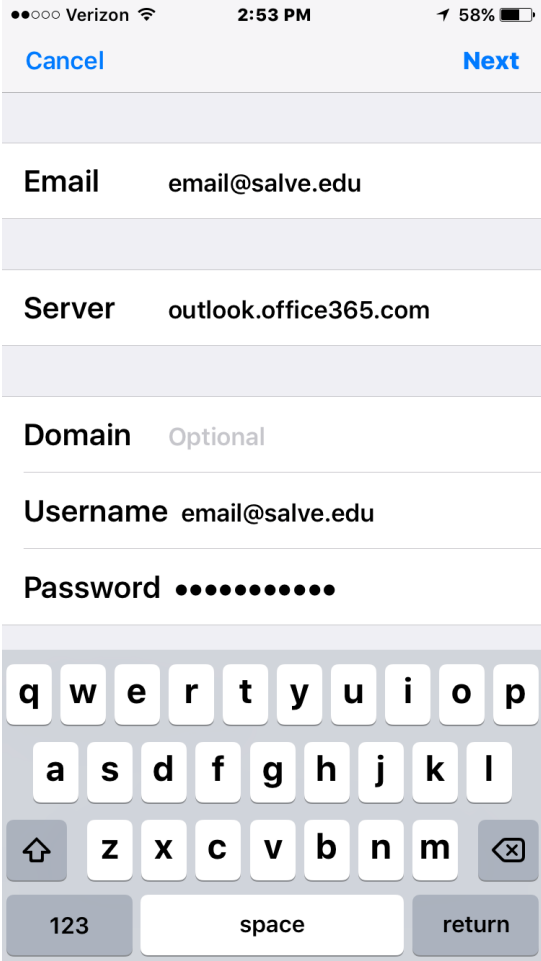 Verizon 2:53 PM 58%
Cancel Next
Email email@salve.edu
Server outlook.office365.com
Domain Optional
Username email@salve.edu
Password •••••••••••
q w e r t y u i o p
a s d f g h j k l
z x c v b n m
123 space return